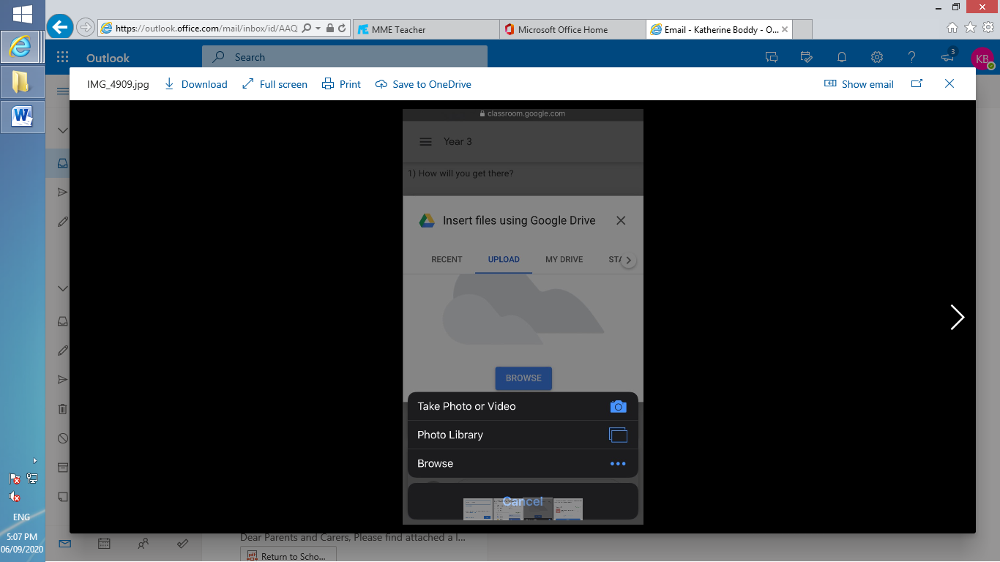 https://outlook.office.com/mail/inbox/id/AAQ
MME Teacher
Microsoft Office Home
Email - Katherine Boddy - O...
Outlook
Search
3
KB
IMG_4909.jpg
Download
Full screen
Print
Save to OneDrive
Show email
classroom.google.com
Year 3
1) How will you get there?
Insert files using Google Drive
RECENT
UPLOAD
MY DRIVE
STA
BROWSE
Take Photo or Video
Photo Library
Browse
Cancel
ENG
5:07 PM
06/09/2020
Dear Parents and Carers, Please find attached a l...
Return to Scho...